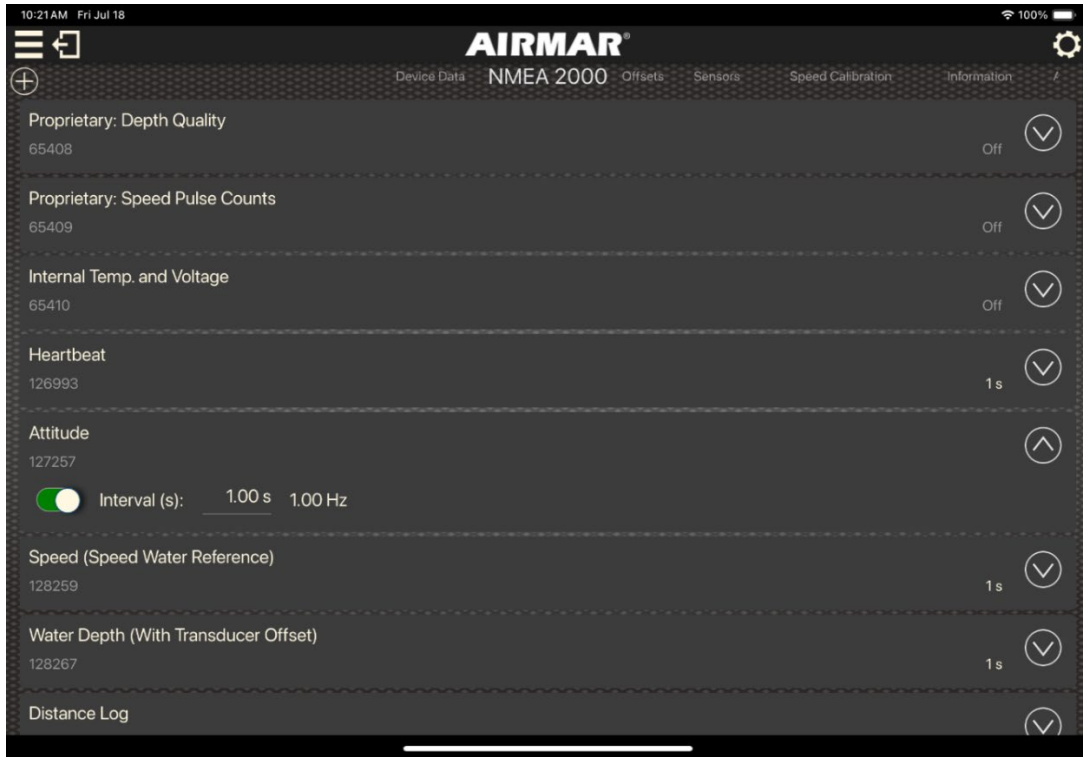 10:21 AM Fri Jul 18 100%
AIRMAR®
Device Data NMEA 2000 Offsets Sensors Speed Calibration Information
Proprietary: Depth Quality
65408 Off
Proprietary: Speed Pulse Counts
65409 Off
Internal Temp. and Voltage
65410 Off
Heartbeat
126993 1 s
Attitude
127257
Interval (s): 1.00 s 1.00 Hz
Speed (Speed Water Reference)
128259 1 s
Water Depth (With Transducer Offset)
128267 1 s
Distance Log